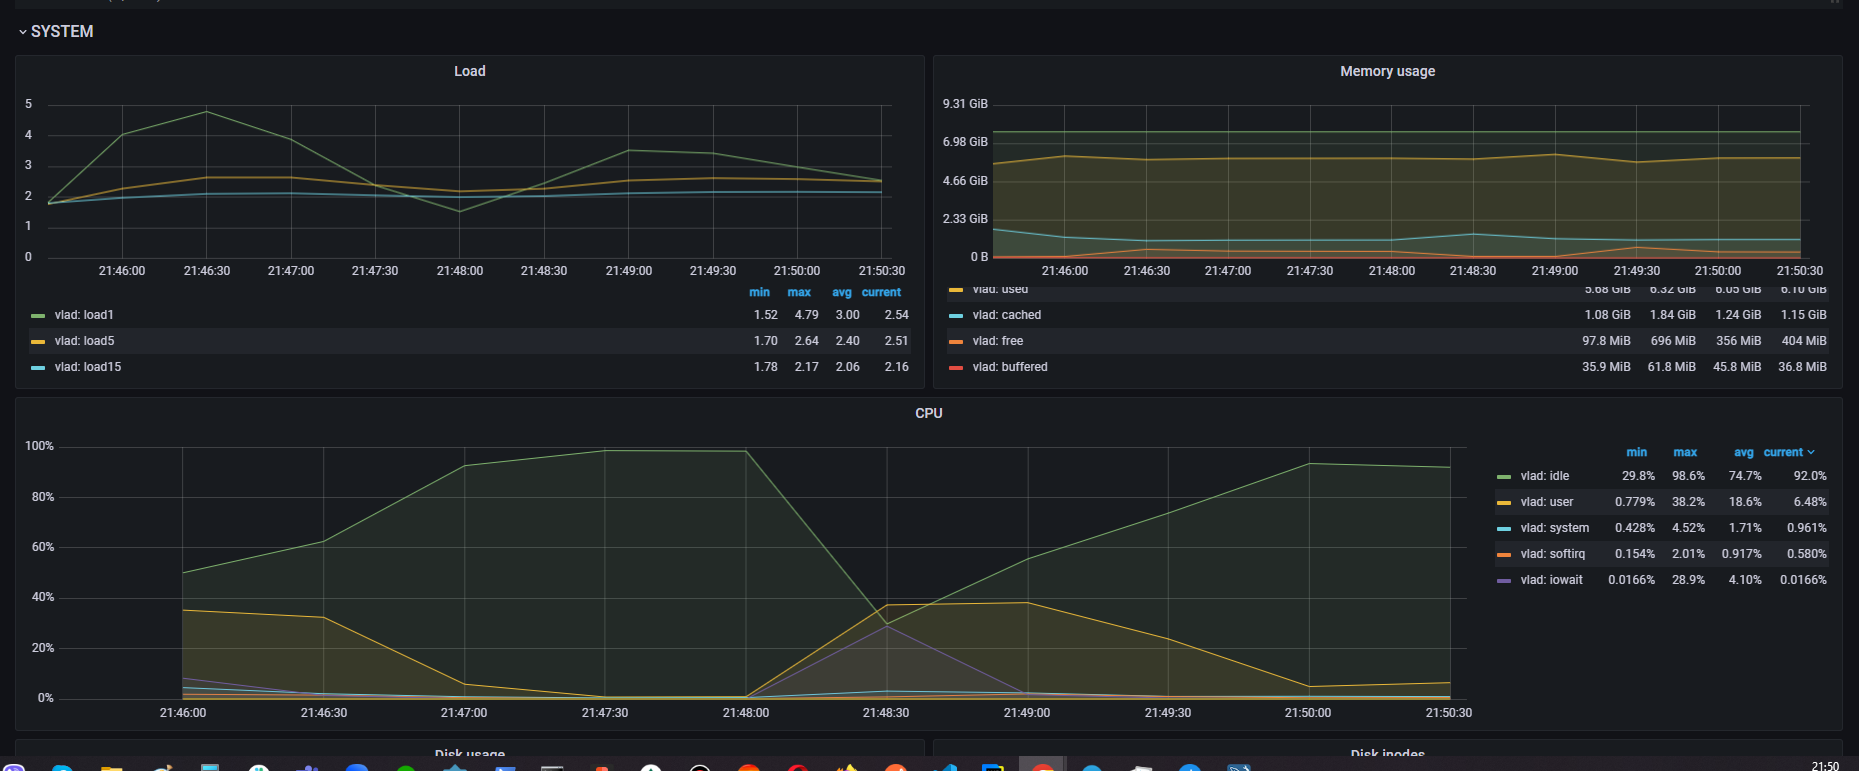 SYSTEM
Load
5
4
3
2
1
0
21:46:00 21:46:30 21:47:00 21:47:30 21:48:00 21:48:30 21:49:00 21:49:30 21:50:00 21:50:30
min max avg current
vlad: load1 1.52 4.79 3.00 2.54
vlad: load5 1.70 2.64 2.40 2.51
vlad: load15 1.78 2.17 2.06 2.16
Memory usage
9.31 GiB
6.98 GiB
4.66 GiB
2.33 GiB
0 B
21:46:00 21:46:30 21:47:00 21:47:30 21:48:00 21:48:30 21:49:00 21:49:30 21:50:00 21:50:30
vlad: used 5.68 GiB 6.32 GiB 6.05 GiB 6.10 GiB
vlad: cached 1.08 GiB 1.84 GiB 1.24 GiB 1.15 GiB
vlad: free 97.8 MiB 696 MiB 356 MiB 404 MiB
vlad: buffered 35.9 MiB 61.8 MiB 45.8 MiB 36.8 MiB
CPU
100%
80%
60%
40%
20%
0%
21:46:00 21:46:30 21:47:00 21:47:30 21:48:00 21:48:30 21:49:00 21:49:30 21:50:00 21:50:30
min max avg current
vlad: idle 29.8% 98.6% 74.7% 92.0%
vlad: user 0.779% 38.2% 18.6% 6.48%
vlad: system 0.428% 4.52% 1.71% 0.961%
vlad: softirq 0.154% 2.01% 0.917% 0.580%
vlad: iowait 0.0166% 28.9% 4.10% 0.0166%
Disk usage
Disk inodes
21:50